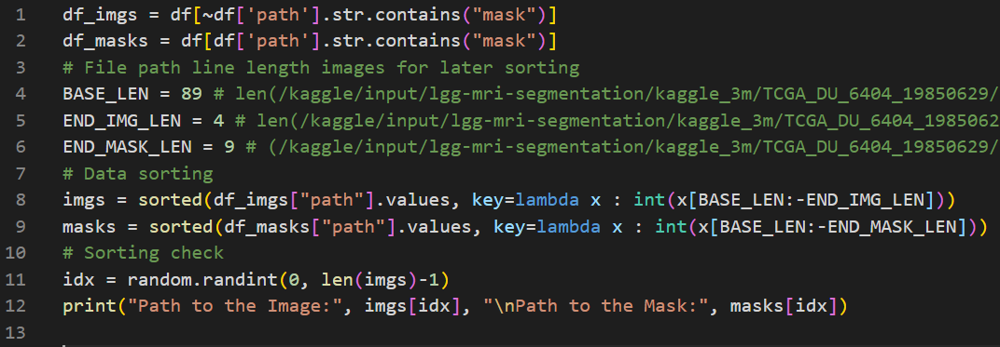 1 df_imgs = df[~df['path'].str.contains("mask")]
2 df_masks = df[df['path'].str.contains("mask")]
3 # File path line length images for later sorting
4 BASE_LEN = 89 # len(/kaggle/input/lgg-mri-segmentation/kaggle_3m/TCGA_DU_6404_19850629/
5 END_IMG_LEN = 4 # len(/kaggle/input/lgg-mri-segmentation/kaggle_3m/TCGA_DU_6404_1985062
6 END_MASK_LEN = 9 # (/kaggle/input/lgg-mri-segmentation/kaggle_3m/TCGA_DU_6404_19850629/
7 # Data sorting
8 imgs = sorted(df_imgs["path"].values, key=lambda x : int(x[BASE_LEN:-END_IMG_LEN]))
9 masks = sorted(df_masks["path"].values, key=lambda x : int(x[BASE_LEN:-END_MASK_LEN]))
10 # Sorting check
11 idx = random.randint(0, len(imgs)-1)
12 print("Path to the Image:", imgs[idx], "\nPath to the Mask:", masks[idx])
13